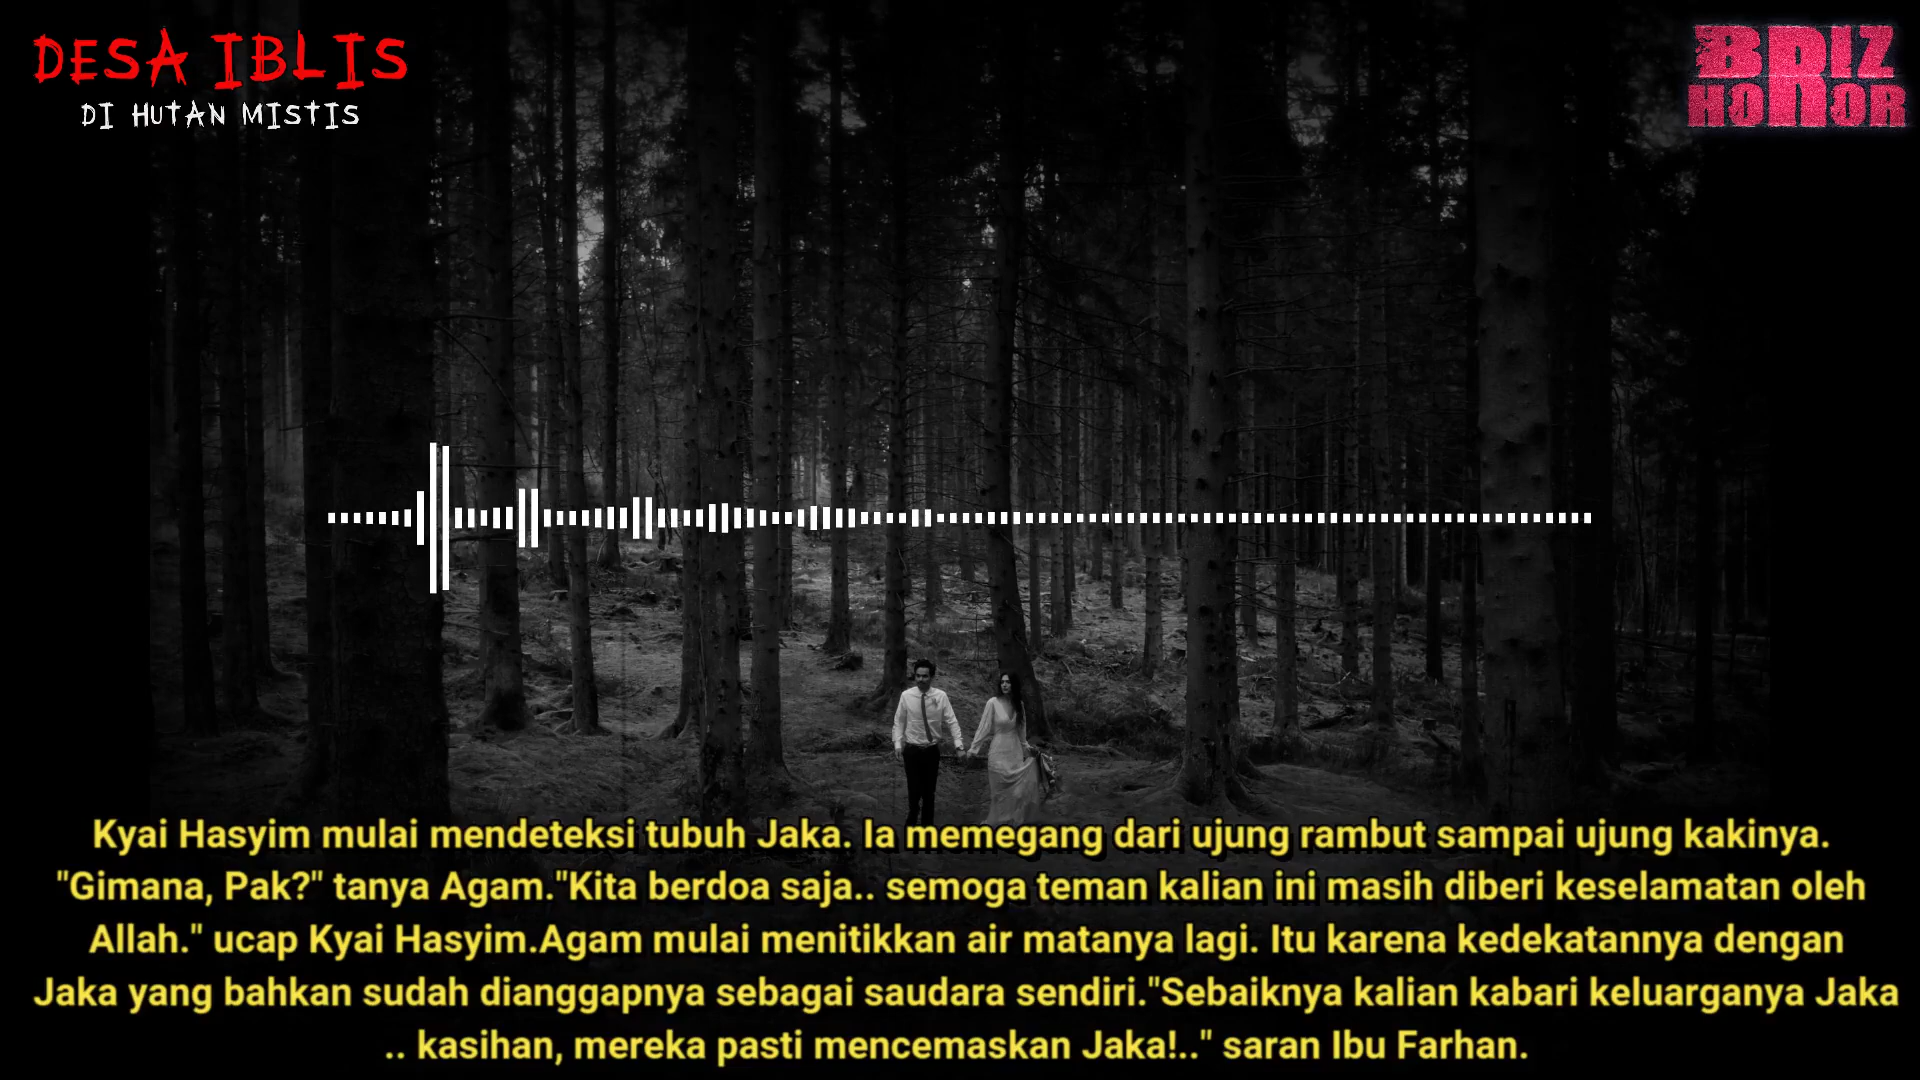 DESA IBLIS
DI HUTAN MISTIS
BDIZ
HORROR
Kyai Hasyim mulai mendeteksi tubuh Jaka. Ia memegang dari ujung rambut sampai ujung kakinya.
"Gimana, Pak?" tanya Agam."Kita berdoa saja.. semoga teman kalian ini masih diberi keselamatan oleh
Allah." ucap Kyai Hasyim.Agam mulai menitikkan air matanya lagi. Itu karena kedekatannya dengan
Jaka yang bahkan sudah dianggapnya sebagai saudara sendiri."Sebaiknya kalian kabari keluarganya Jaka
.. kasihan, mereka pasti mencemaskan Jaka!.." saran Ibu Farhan.